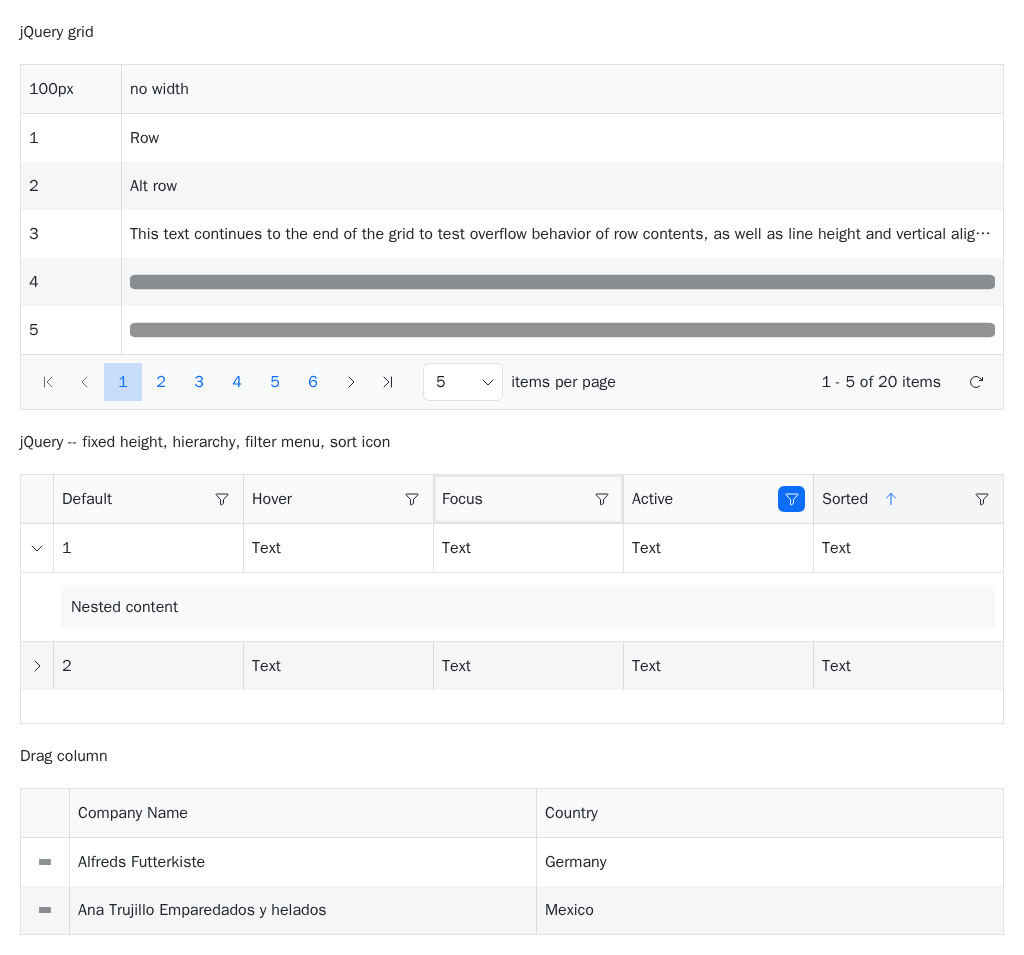 jQuery grid
100px no width
1 Row
2 Alt row
3 This text continues to the end of the grid to test overflow behavior of row contents, as well as line height and vertical alig…
4
5
1 2 3 4 5 6 5 items per page 1 - 5 of 20 items
jQuery -- fixed height, hierarchy, filter menu, sort icon
Default Hover Focus Active Sorted
1 Text Text Text Text
Nested content
2 Text Text Text Text
Drag column
Company Name Country
Alfreds Futterkiste Germany
Ana Trujillo Emparedados y helados Mexico